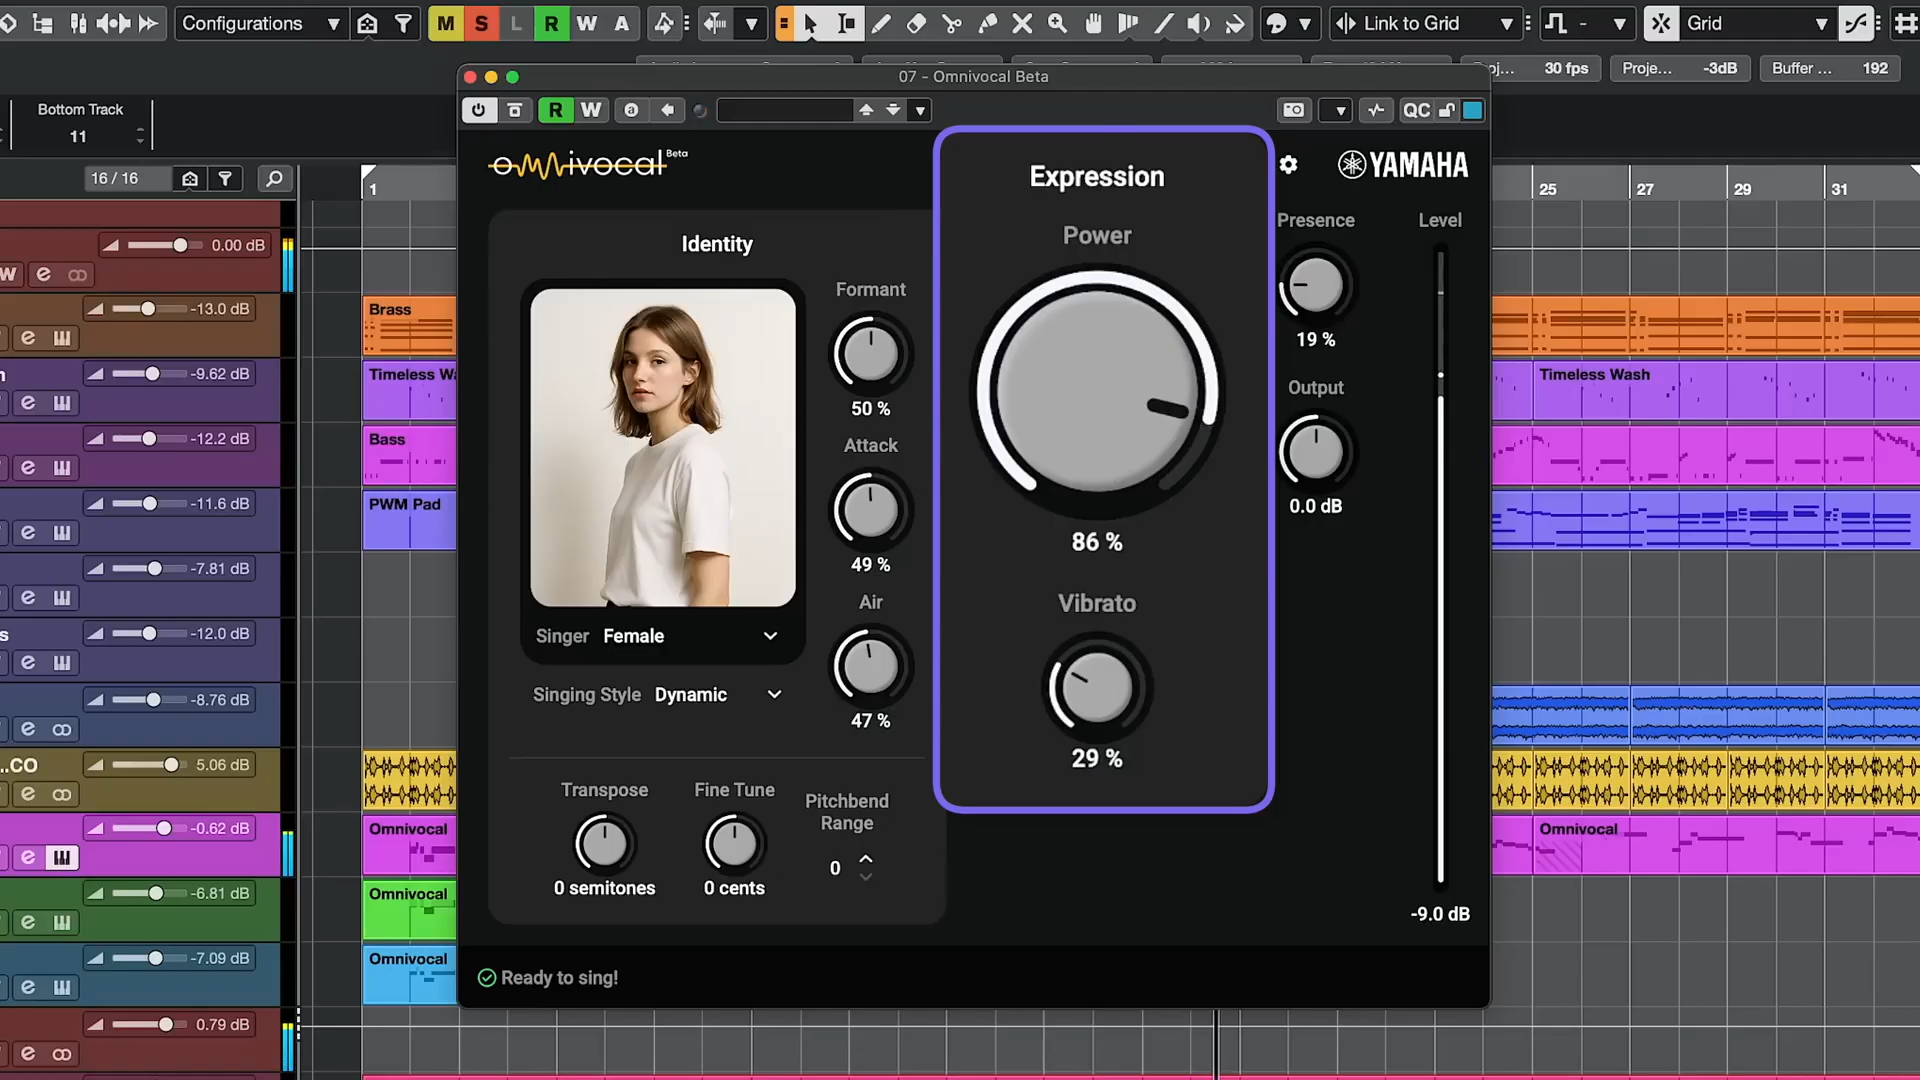 Configurations
M
S
L
R
W
A
Link to Grid
-
Grid
oj...
30 fps
Proje...
-3dB
Buffer ...
192
07 - Omnivocal Beta
Bottom Track
11
R
W
a
QC
omnivocal
Beta
YAMAHA
16 / 16
1
25
27
29
31
Identity
Singer
Female
Singing Style
Dynamic
Formant
50 %
Attack
49 %
Air
47 %
Transpose
0 semitones
Fine Tune
0 cents
Pitchbend
Range
0
Expression
Power
86 %
Vibrato
29 %
Presence
19 %
Output
0.0 dB
Level
-9.0 dB
Ready to sing!
0.00 dB
W
e
-13.0 dB
e
Brass
-9.62 dB
e
Timeless Wa
Timeless Wash
-12.2 dB
e
Bass
-11.6 dB
e
PWM Pad
-7.81 dB
e
s
-12.0 dB
e
-8.76 dB
e
..CO
5.06 dB
e
-0.62 dB
e
Omnivocal
Omnivocal
-6.81 dB
e
Omnivocal
-7.09 dB
e
Omnivocal
0.79 dB
e